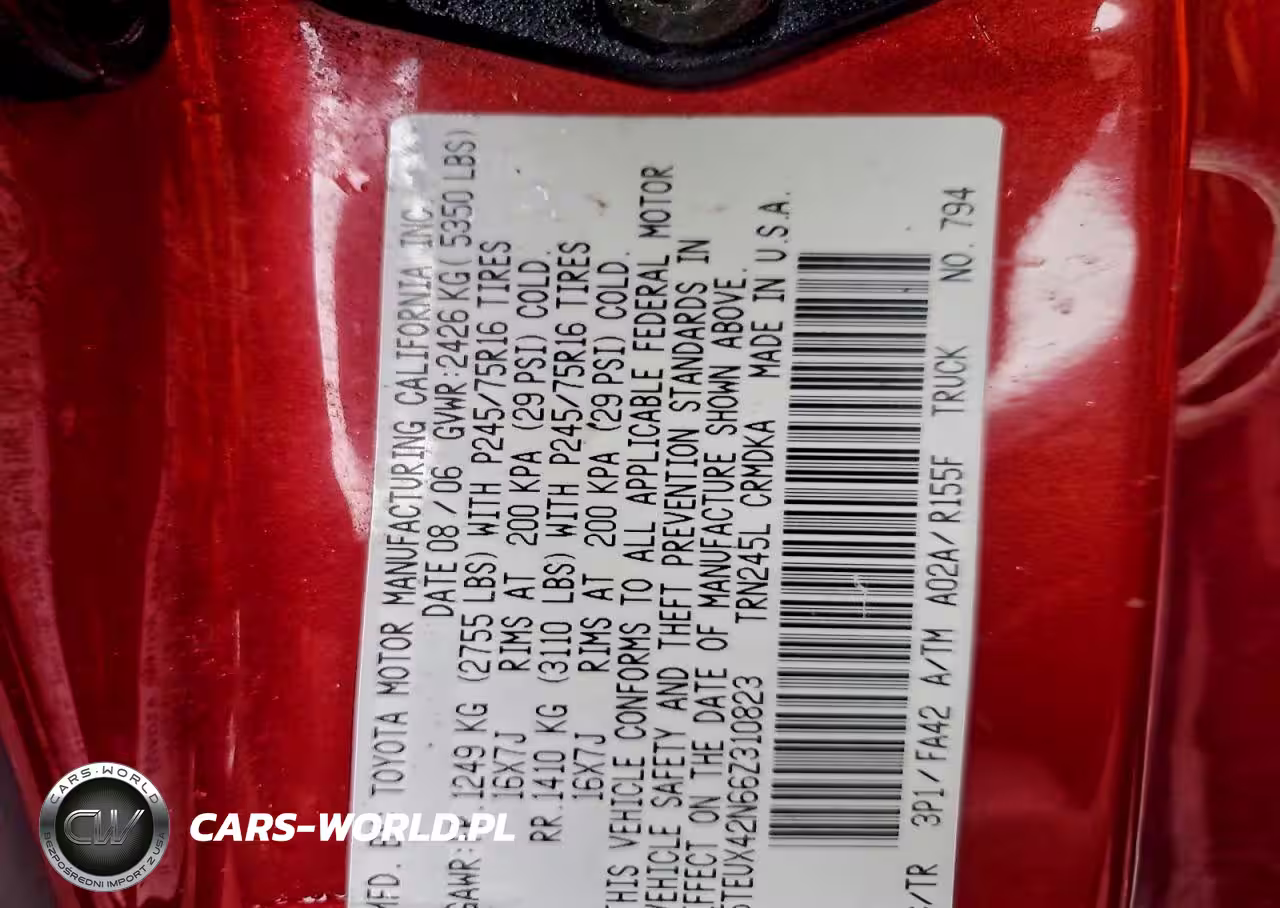 MFD. BY TOYOTA MOTOR MANUFACTURING CALIFORNIA INC.
DATE 08 / 06 GVWR:2426 KG ( 5350 LBS)
GAWR: 1249 KG (2755 LBS) WITH P245/75R16 TIRES
16X7J RIMS AT 200 KPA (29 PSI) COLD.
RR. 1410 KG (3110 LBS) WITH P245/75R16 TIRES
16X7J RIMS AT 200 KPA (29 PSI) COLD.
THIS VEHICLE CONFORMS TO ALL APPLICABLE FEDERAL MOTOR
VEHICLE SAFETY AND THEFT PREVENTION STANDARDS IN
EFFECT ON THE DATE OF MANUFACTURE SHOWN ABOVE.
5TEUX42N66Z310823 TRN245L CRMDKA MADE IN U.S.A.
C/TR 3P1/FA42 A/TM A02A/R155F TRUCK NO. 794
CARS-WORLD
CW
BEZPOŚREDNI IMPORT Z USA
CARS-WORLD.PL